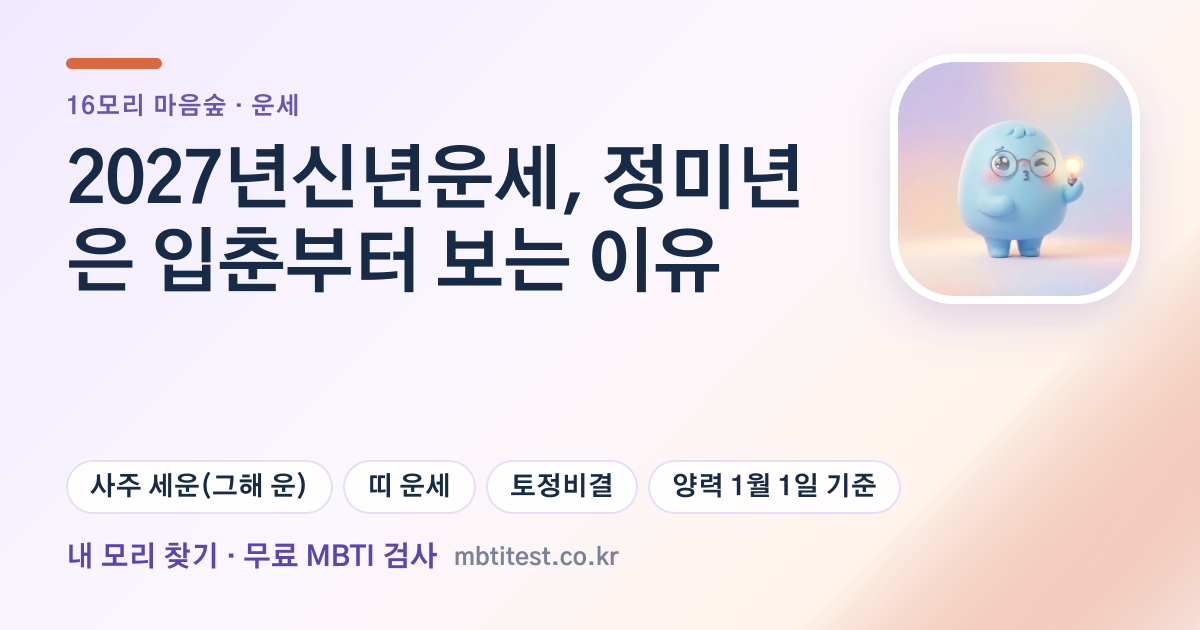 16모리 마음숲 · 운세
2027년신년운세, 정미년
은 입춘부터 보는 이유
사주 세운(그해 운)
띠 운세
토정비결
양력 1월 1일 기준
내 모리 찾기 · 무료 MBTI 검사 mbtitest.co.kr